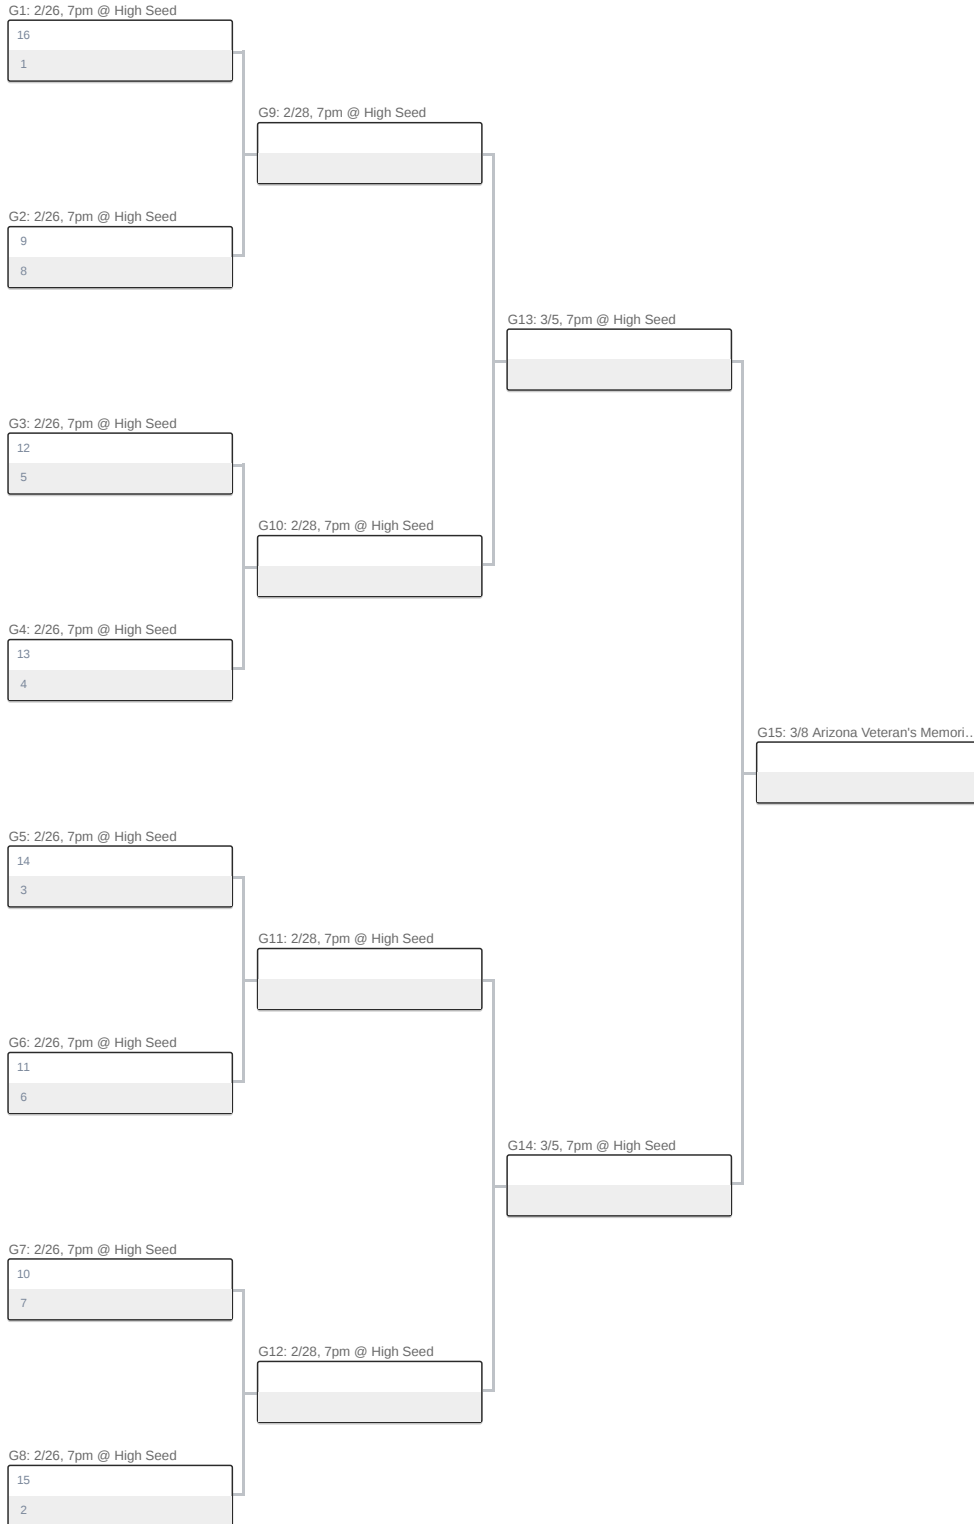 G1: 2/26, 7pm @ High Seed
16
1
G9: 2/28, 7pm @ High Seed
G2: 2/26, 7pm @ High Seed
9
8
G13: 3/5, 7pm @ High Seed
G3: 2/26, 7pm @ High Seed
12
5
G10: 2/28, 7pm @ High Seed
G4: 2/26, 7pm @ High Seed
13
4
G15: 3/8 Arizona Veteran's Memori...
G5: 2/26, 7pm @ High Seed
14
3
G11: 2/28, 7pm @ High Seed
G6: 2/26, 7pm @ High Seed
11
6
G14: 3/5, 7pm @ High Seed
G7: 2/26, 7pm @ High Seed
10
7
G12: 2/28, 7pm @ High Seed
G8: 2/26, 7pm @ High Seed
15
2